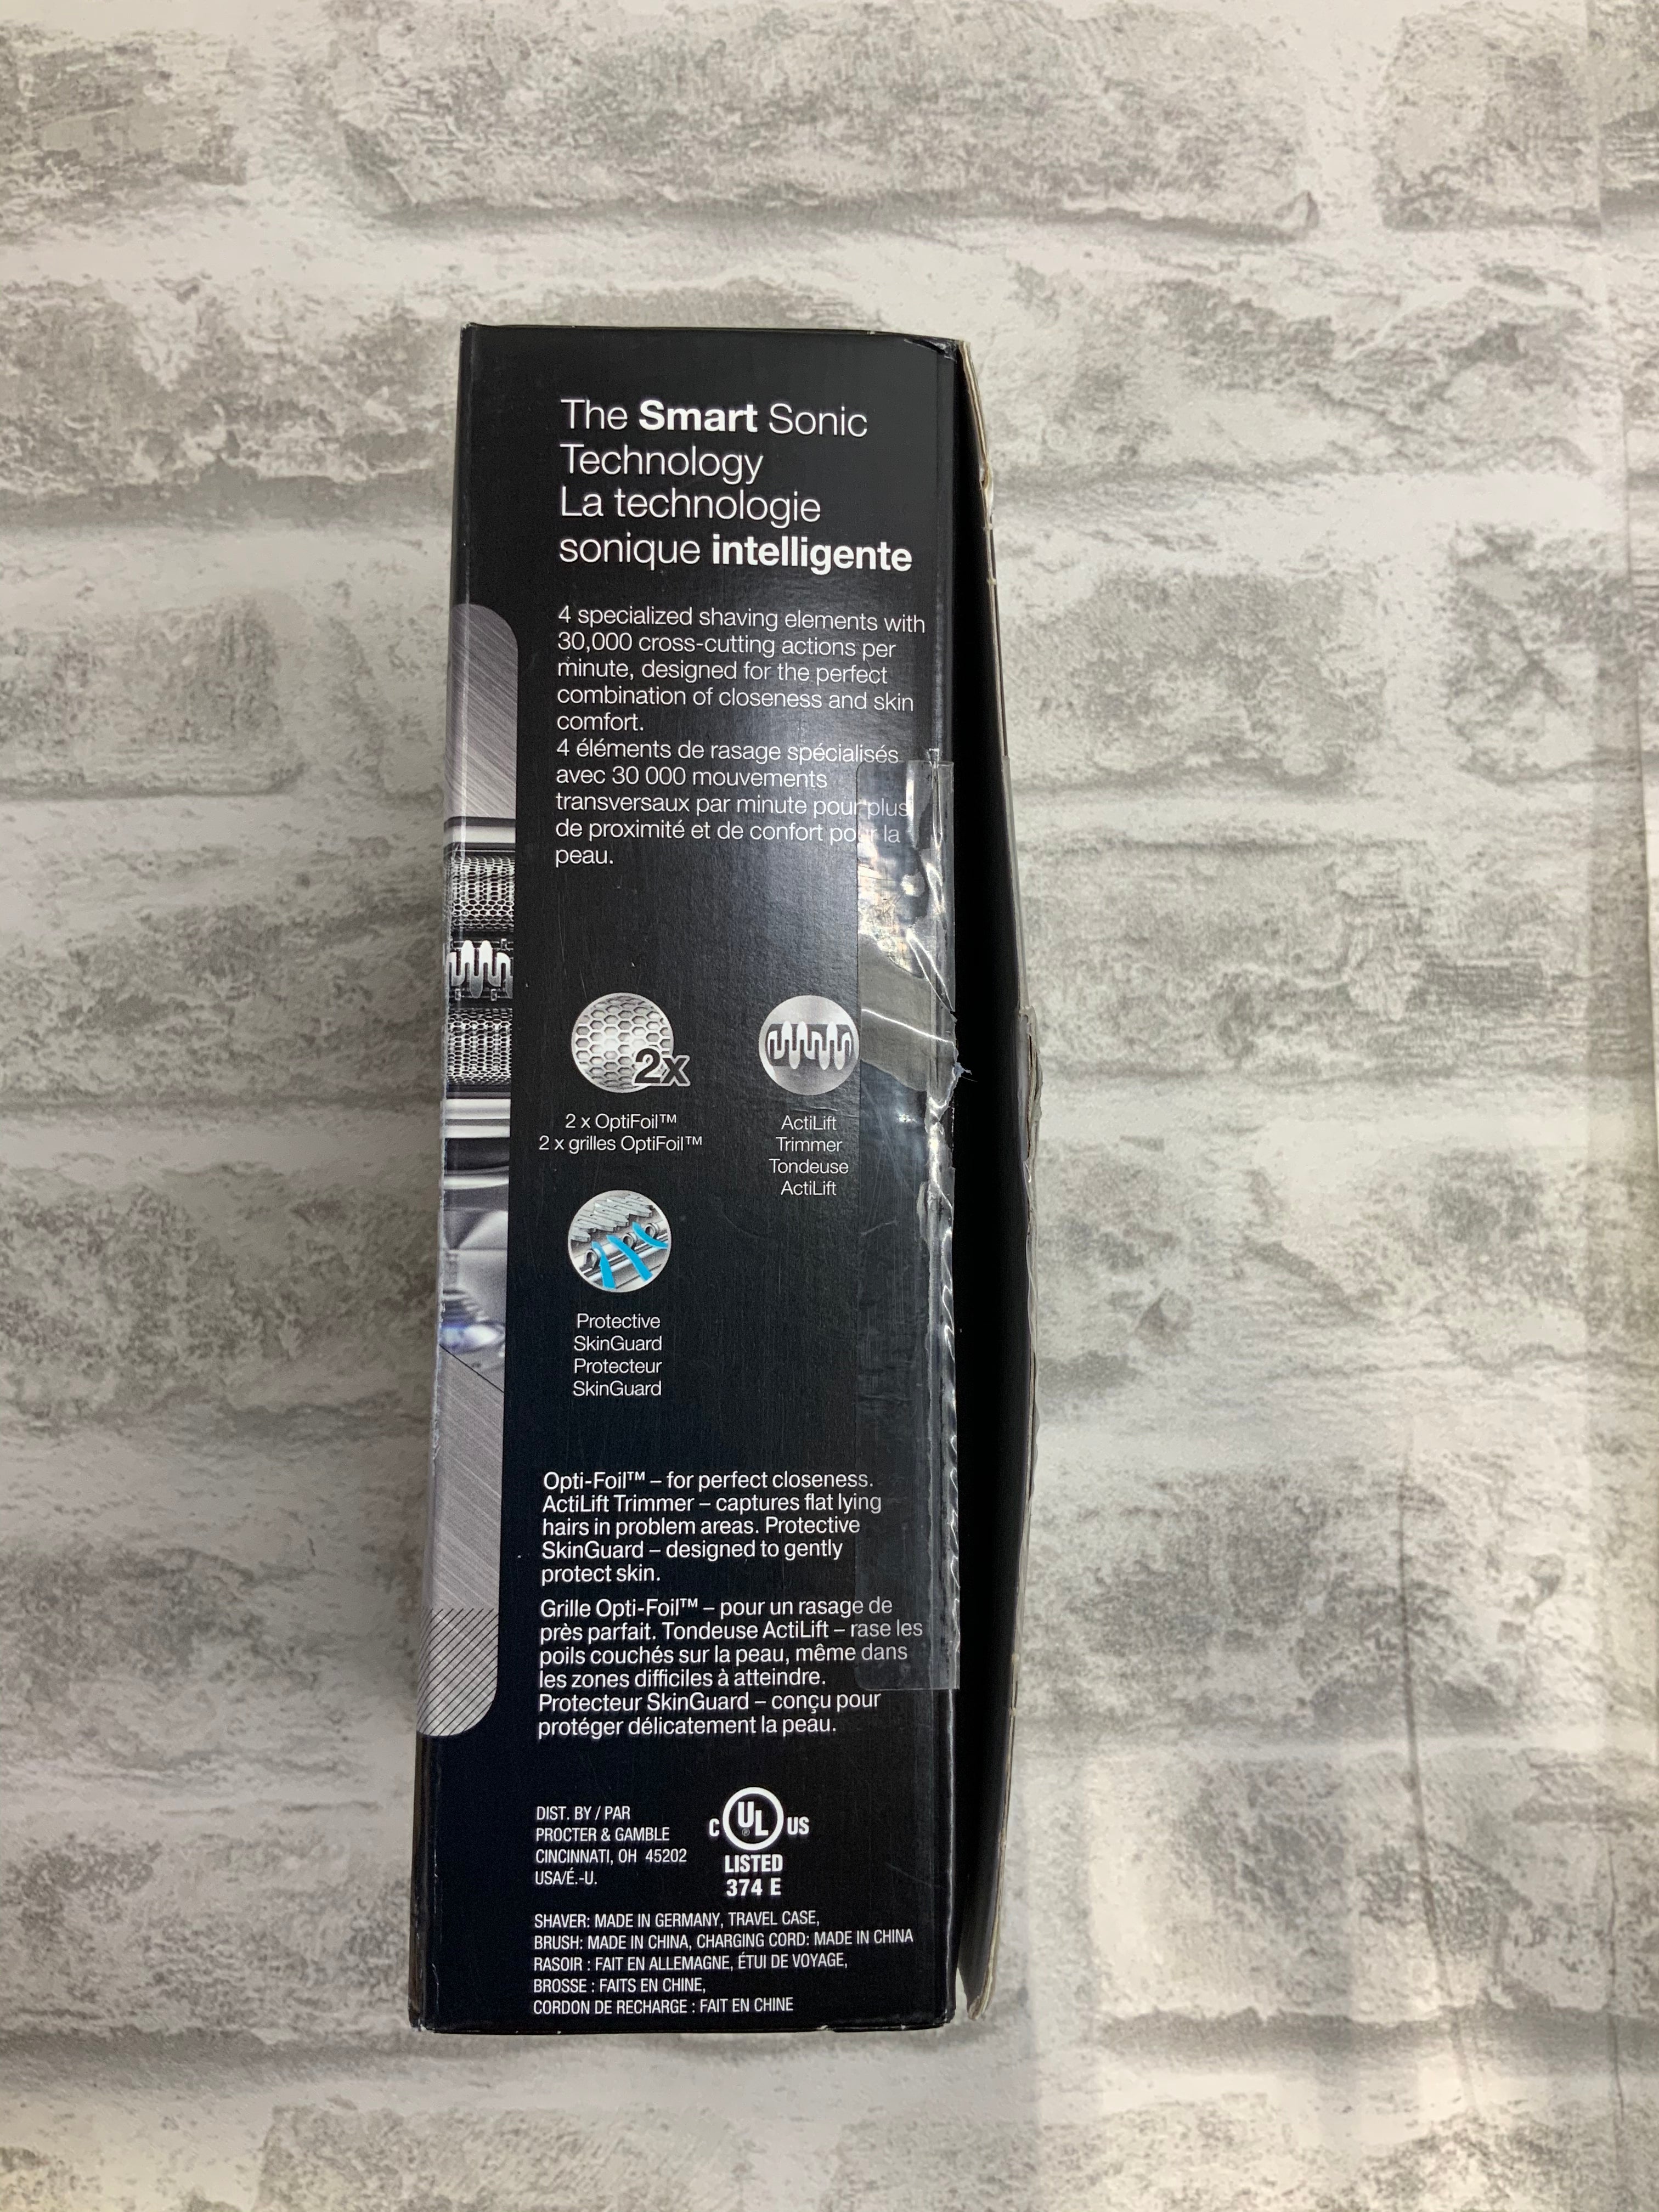 The Smart Sonic
Technology
La technologie
sonique intelligente
4 specialized shaving elements with
30,000 cross-cutting actions per
minute, designed for the perfect
combination of closeness and skin
comfort.
4 éléments de rasage spécialisés
avec 30 000 mouvements
transversaux par minute pour plus
de proximité et de confort pour la
peau.
2x
2 x OptiFoil™
2 x grilles OptiFoil™
ActiLift
Trimmer
Tondeuse
ActiLift
Protective
SkinGuard
Protecteur
SkinGuard
Opti-Foil™ – for perfect closeness.
ActiLift Trimmer – captures flat lying
hairs in problem areas. Protective
SkinGuard – designed to gently
protect skin.
Grille Opti-Foil™ – pour un rasage de
près parfait. Tondeuse ActiLift – rase les
poils couchés sur la peau, même dans
les zones difficiles à atteindre.
Protecteur SkinGuard – conçu pour
protéger délicatement la peau.
DIST. BY / PAR
PROCTER & GAMBLE
CINCINNATI, OH 45202
USA/É.-U.
C UL® US
LISTED
374 E
SHAVER: MADE IN GERMANY, TRAVEL CASE,
BRUSH: MADE IN CHINA, CHARGING CORD: MADE IN CHINA
RASOIR : FAIT EN ALLEMAGNE, ÉTUI DE VOYAGE,
BROSSE : FAITS EN CHINE,
CORDON DE RECHARGE : FAIT EN CHINE